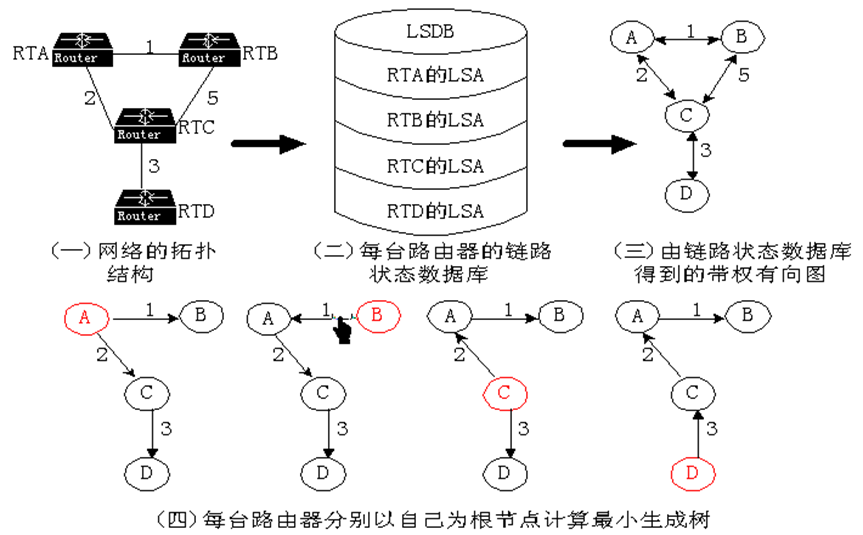 RTA
Router
1
Router
RTB
2
5
Router
RTC
3
Router
RTD
(一)网络的拓扑
结构
LSDB
RTA的LSA
RTB的LSA
RTC的LSA
RTD的LSA
(二)每台路由器的链路
状态数据库
A
1
B
2
5
C
3
D
(三)由链路状态数据库
得到的带权有向图
A
1
B
2
C
3
D
A
1
B
2
C
3
D
A
1
B
2
C
3
D
A
1
B
2
C
3
D
(四)每台路由器分别以自己为根节点计算最小生成树